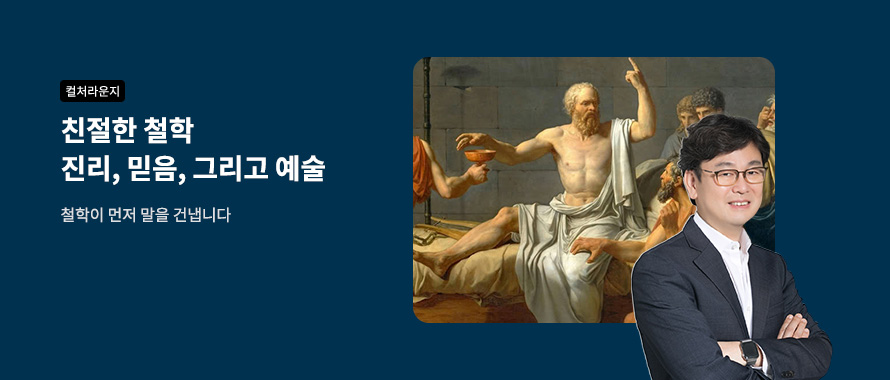 컬처라운지
친절한 철학
진리, 믿음, 그리고 예술
철학이 먼저 말을 건넵니다